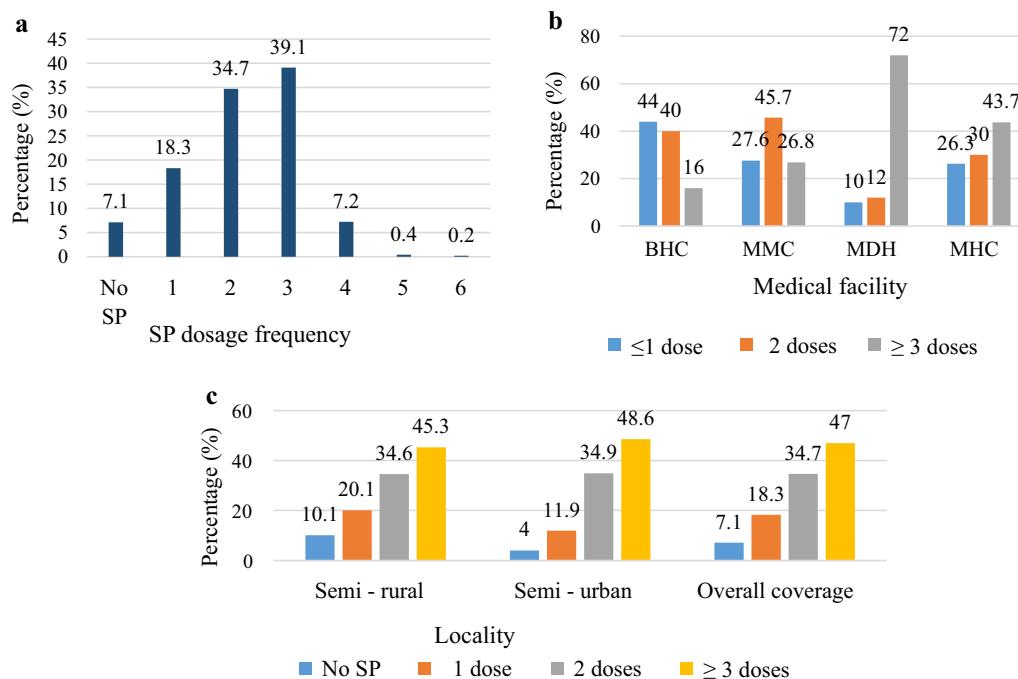 a
Percentage (%)
45
40
35
30
25
20
15
10
5
0
7.1
18.3
34.7
39.1
7.2
0.4
0.2
No SP
1
2
3
4
5
6
SP dosage frequency
b
Percentage (%)
80
60
40
20
0
44
40
16
27.6
45.7
26.8
10
12
72
26.3
30
43.7
BHC
MMC
MDH
MHC
Medical facility
≤1 dose
2 doses
≥ 3 doses
c
Percentage (%)
60
40
20
0
10.1
20.1
34.6
45.3
4
11.9
34.9
48.6
7.1
18.3
34.7
47
Semi - rural
Semi - urban
Overall coverage
Locality
No SP
1 dose
2 doses
≥ 3 doses